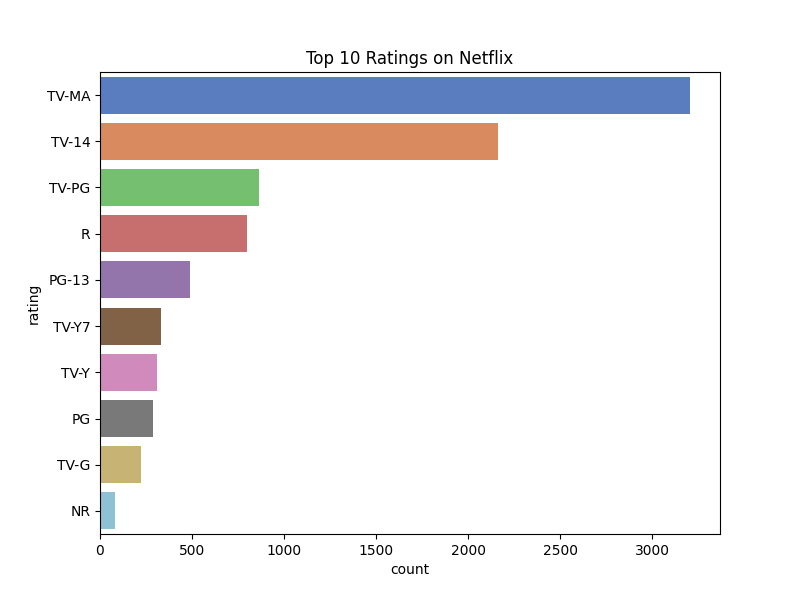 Top 10 Ratings on Netflix
TV-MA
TV-14
TV-PG
R
PG-13
TV-Y7
TV-Y
PG
TV-G
NR
rating
0 500 1000 1500 2000 2500 3000
count